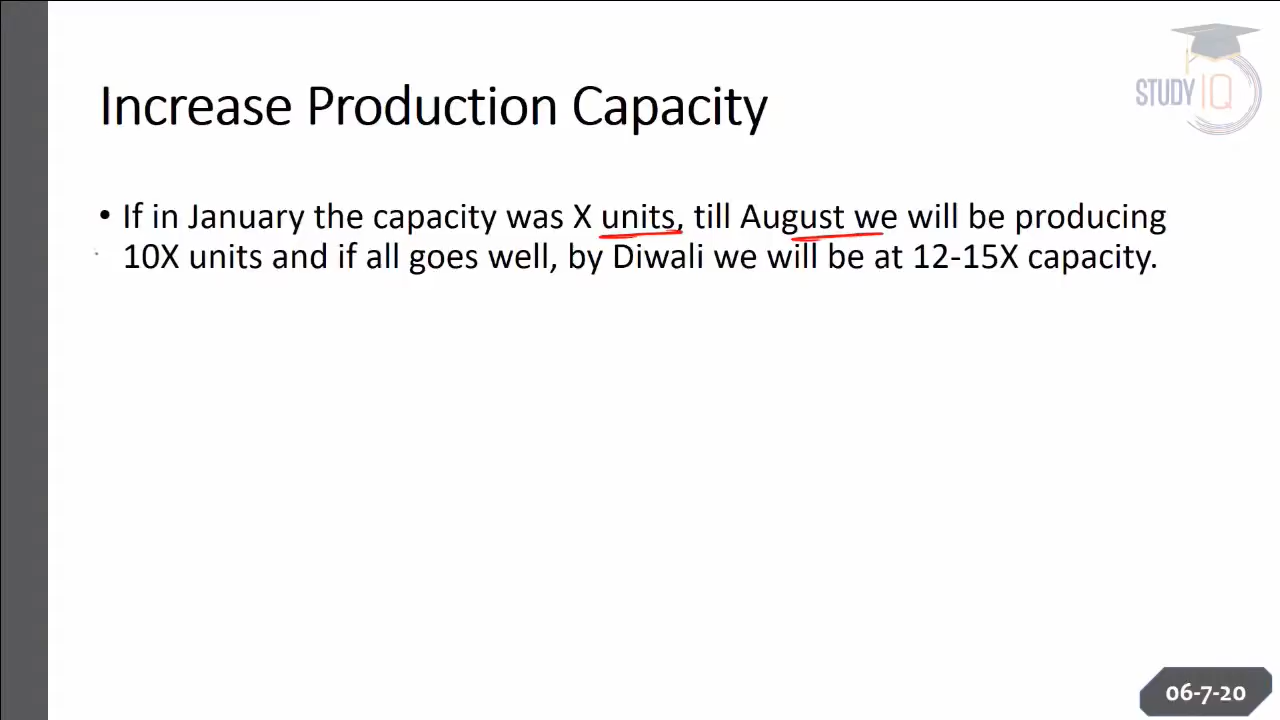 STUDY IQ
Increase Production Capacity
• If in January the capacity was X units, till August we will be producing
10X units and if all goes well, by Diwali we will be at 12-15X capacity.
06-7-20